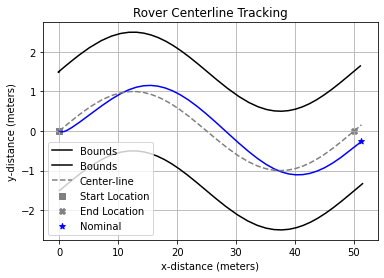 Rover Centerline Tracking
y-distance (meters)
2
1
0
−1
−2
Bounds
Bounds
Center-line
Start Location
End Location
Nominal
0 10 20 30 40 50
x-distance (meters)